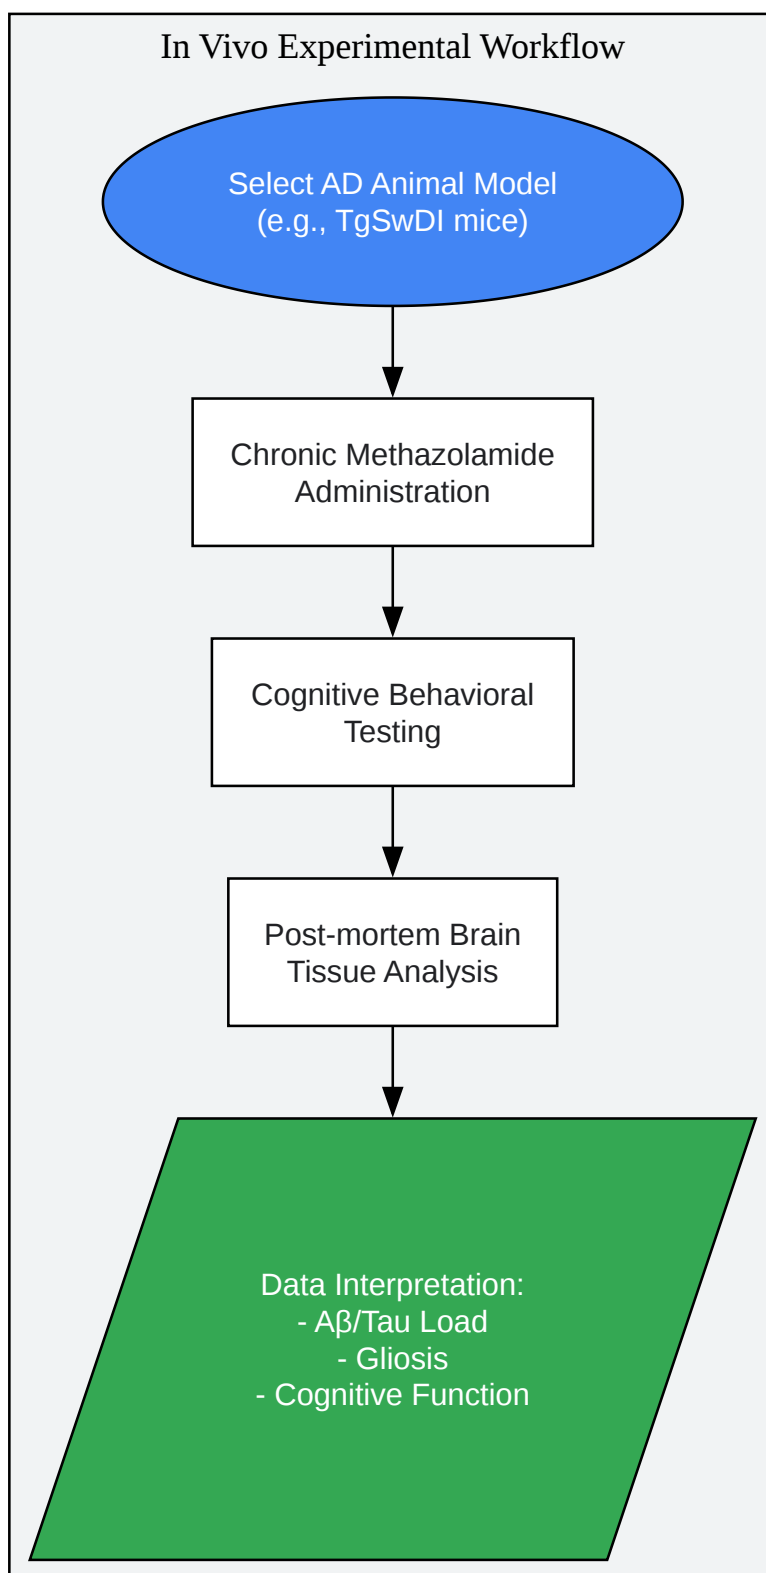 In Vivo Experimental Workflow
Select AD Animal Model
(e.g., TgSwDI mice)
Chronic Methazolamide
Administration
Cognitive Behavioral
Testing
Post-mortem Brain
Tissue Analysis
Data Interpretation:
- Aβ/Tau Load
- Gliosis
- Cognitive Function